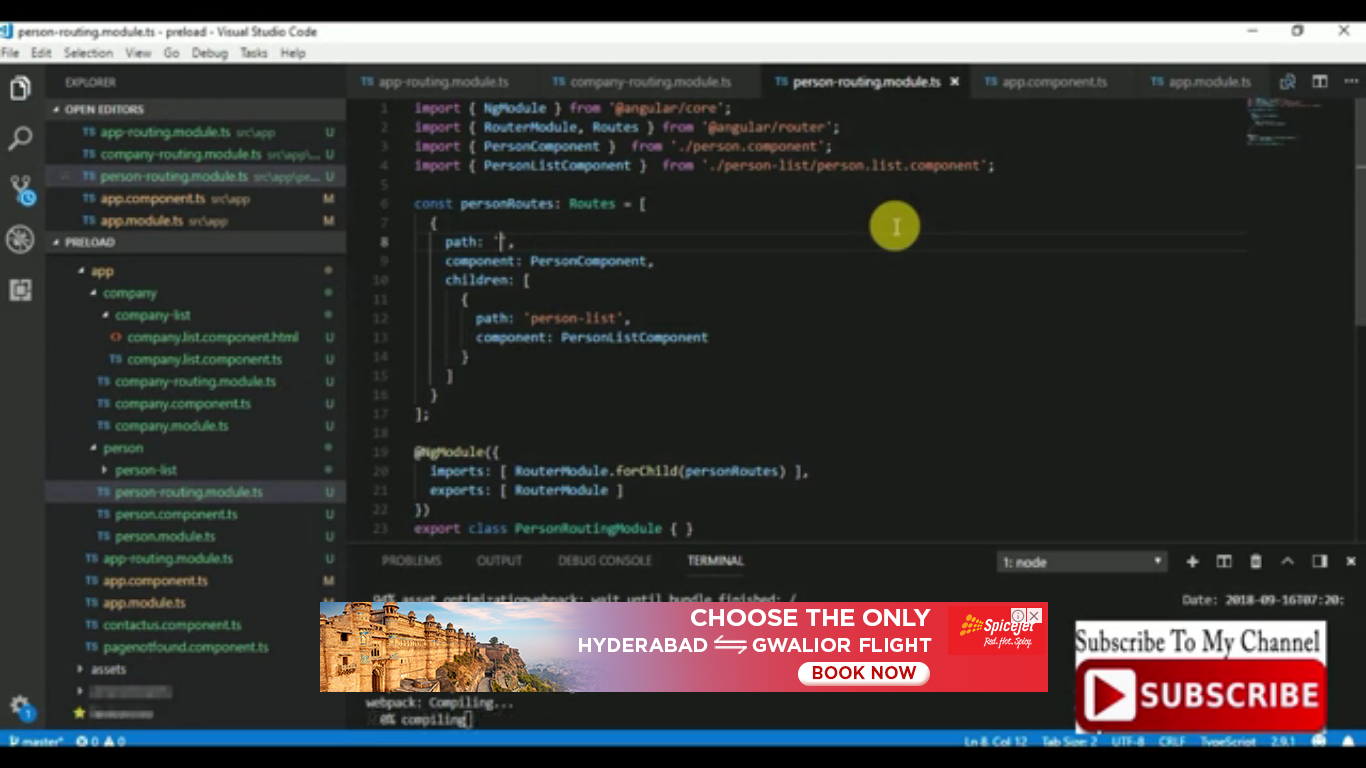 person-routing.module.ts - preload - Visual Studio Code
File Edit Selection View Go Debug Tasks Help
EXPLORER
OPEN EDITORS
TS app-routing.module.ts src\app U
TS company-routing.module.ts src\app\... U
TS person-routing.module.ts src\app\pe... U
TS app.component.ts src\app M
TS app.module.ts src\app M
PRELOAD
app
company
company-list
<> company.list.component.html U
TS company.list.component.ts U
TS company-routing.module.ts U
TS company.component.ts U
TS company.module.ts U
person
person-list
TS person-routing.module.ts U
TS person.component.ts U
TS person.module.ts U
TS app-routing.module.ts U
TS app.component.ts M
TS app.module.ts M
TS contactus.component.ts U
TS pagenotfound.component.ts U
assets
TS app-routing.module.ts TS company-routing.module.ts TS person-routing.module.ts × TS app.component.ts TS app.module.ts ...
1 import { NgModule } from '@angular/core';
2 import { RouterModule, Routes } from '@angular/router';
3 import { PersonComponent } from './person.component';
4 import { PersonListComponent } from './person-list/person.list.component';
5
6 const personRoutes: Routes = [
7 {
8 path: '',
9 component: PersonComponent,
10 children: [
11 {
12 path: 'person-list',
13 component: PersonListComponent
14 }
15 ]
16 }
17 ];
18
19 @NgModule({
20 imports: [ RouterModule.forChild(personRoutes) ],
21 exports: [ RouterModule ]
22 })
23 export class PersonRoutingModule { }
PROBLEMS OUTPUT DEBUG CONSOLE TERMINAL 1: node
94% asset optimizationwebpack: wait until bundle finished: /
Date: 2018-09-16T07:20:
CHOOSE THE ONLY
HYDERABAD ⇋ GWALIOR FLIGHT
BOOK NOW
SpiceJet
Red. Hot. Spicy.
webpack: Compiling...
0% compiling
Subscribe To My Channel
SUBSCRIBE
1
master* 0 0 Ln 8, Col 12 Tab Size: 2 UTF-8 CRLF TypeScript 2.9.1